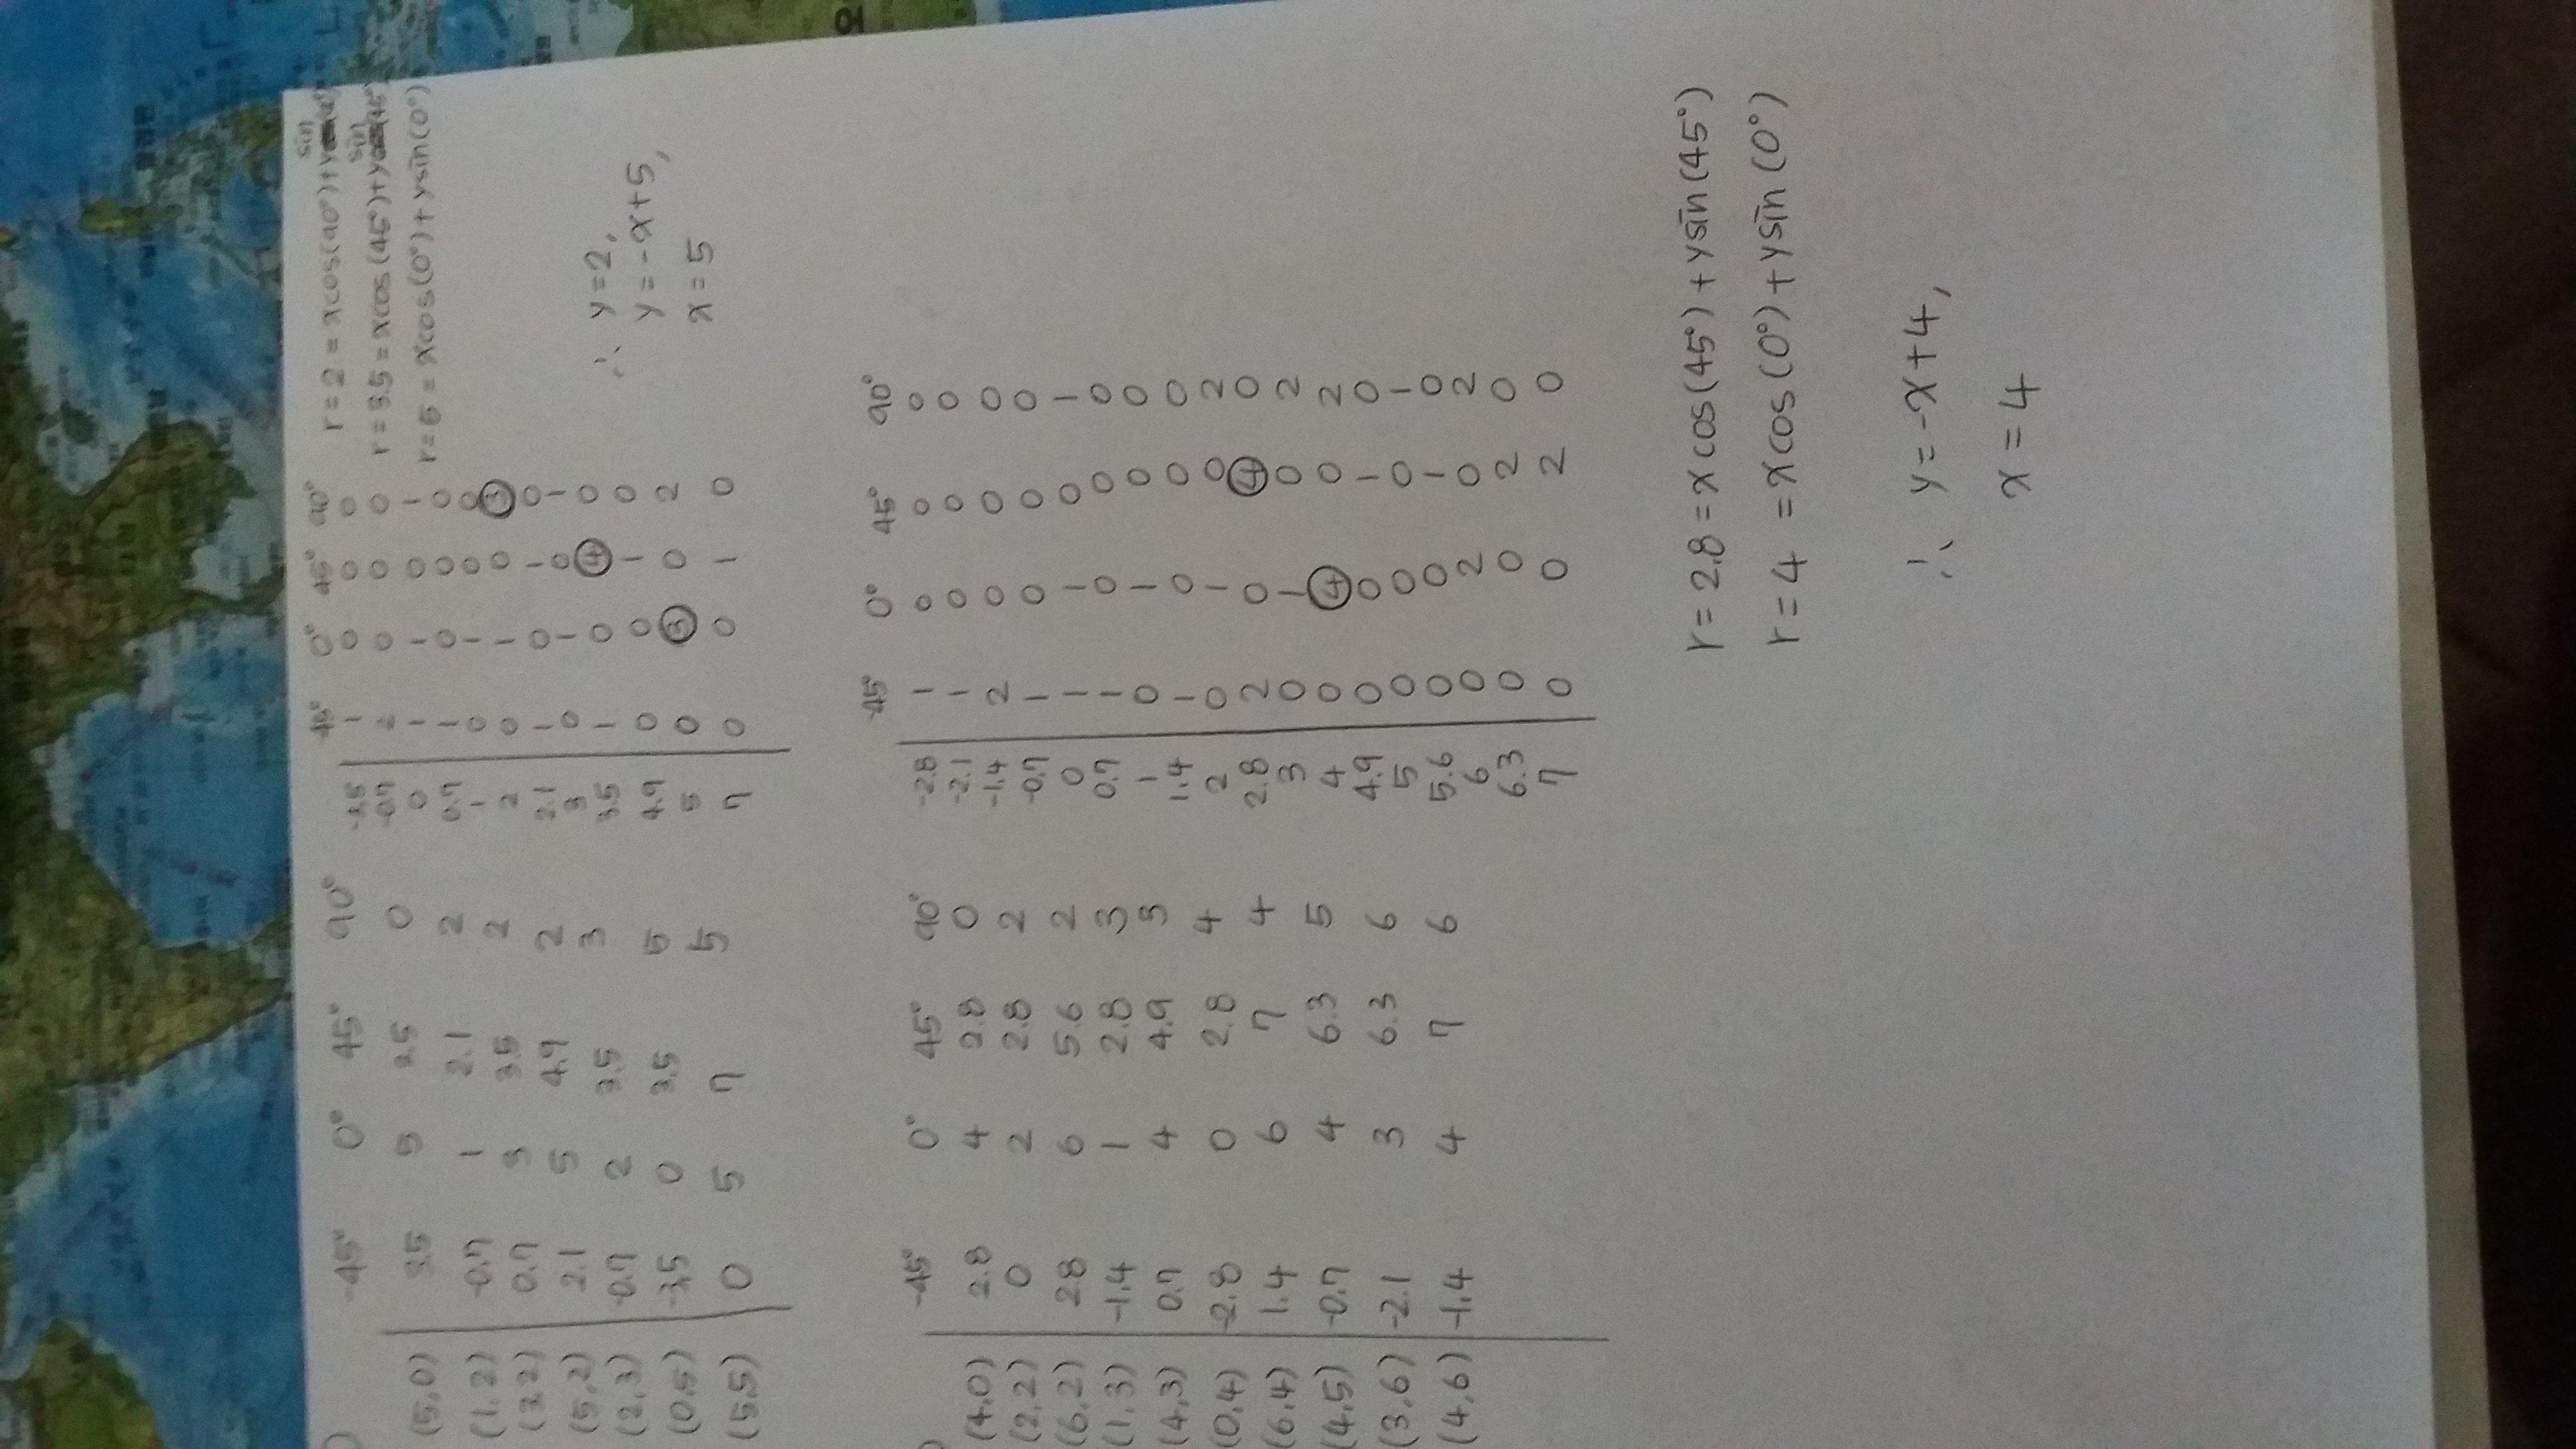 -45° 0° 45° 90°
(5,0) 3.5 5 3.5 0
(1,2) -0.7 1 2.1 2
(3,2) 0.7 3 3.5 2
(5,2) 2.1 5 4.9 2
(2,3) -0.7 2 3.5 3
(0,5) -3.5 0 3.5 5
(5,5) 0 5 7 5
-45° 0° 45° 90°
-3.5 1 0 0 0
-0.7 2 0 0 0
0 1 1 0 1
0.7 1 0 0 0
1 0 1 0 0
2 0 1 0 3
2.1 1 0 1 0
3 0 1 0 1
3.5 1 0 4 0
4.9 0 0 1 0
5 0 3 0 2
7 0 0 1 0
r = 2 = xcos(90°)+ysin
r = 3.5 = xcos(45°)+ysin(45°)
r = 5 = xcos(0°)+ysin(0°)
∴ y=2,
y=-x+5,
x=5
-45° 0° 45° 90°
(4,0) 2.8 4 2.8 0
(2,2) 0 2 2.8 2
(6,2) 2.8 6 5.6 2
(1,3) -1.4 1 2.8 3
(4,3) 0.7 4 4.9 3
(0,4) -2.8 0 2.8 4
(6,4) 1.4 6 7 4
(4,5) -0.7 4 6.3 5
(3,6) -2.1 3 6.3 6
(4,6) -1.4 4 7 6
-45° 0° 45° 90°
-2.8 1 0 0 0
-2.1 1 0 0 0
-1.4 2 0 0 0
-0.7 1 0 0 0
0 1 1 0 1
0.7 1 0 0 0
1 0 1 0 0
1.4 1 0 0 0
2 0 1 0 2
2.8 2 0 4 0
3 0 1 0 2
4 0 4 0 2
4.9 0 0 1 0
5 0 0 0 1
5.6 0 0 1 0
6 0 2 0 2
6.3 0 0 2 0
7 0 0 2 0
r = 2.8 = xcos(45°)+ysin(45°)
r = 4 = xcos(0°)+ysin(0°)
∴ y=-x+4,
x=4